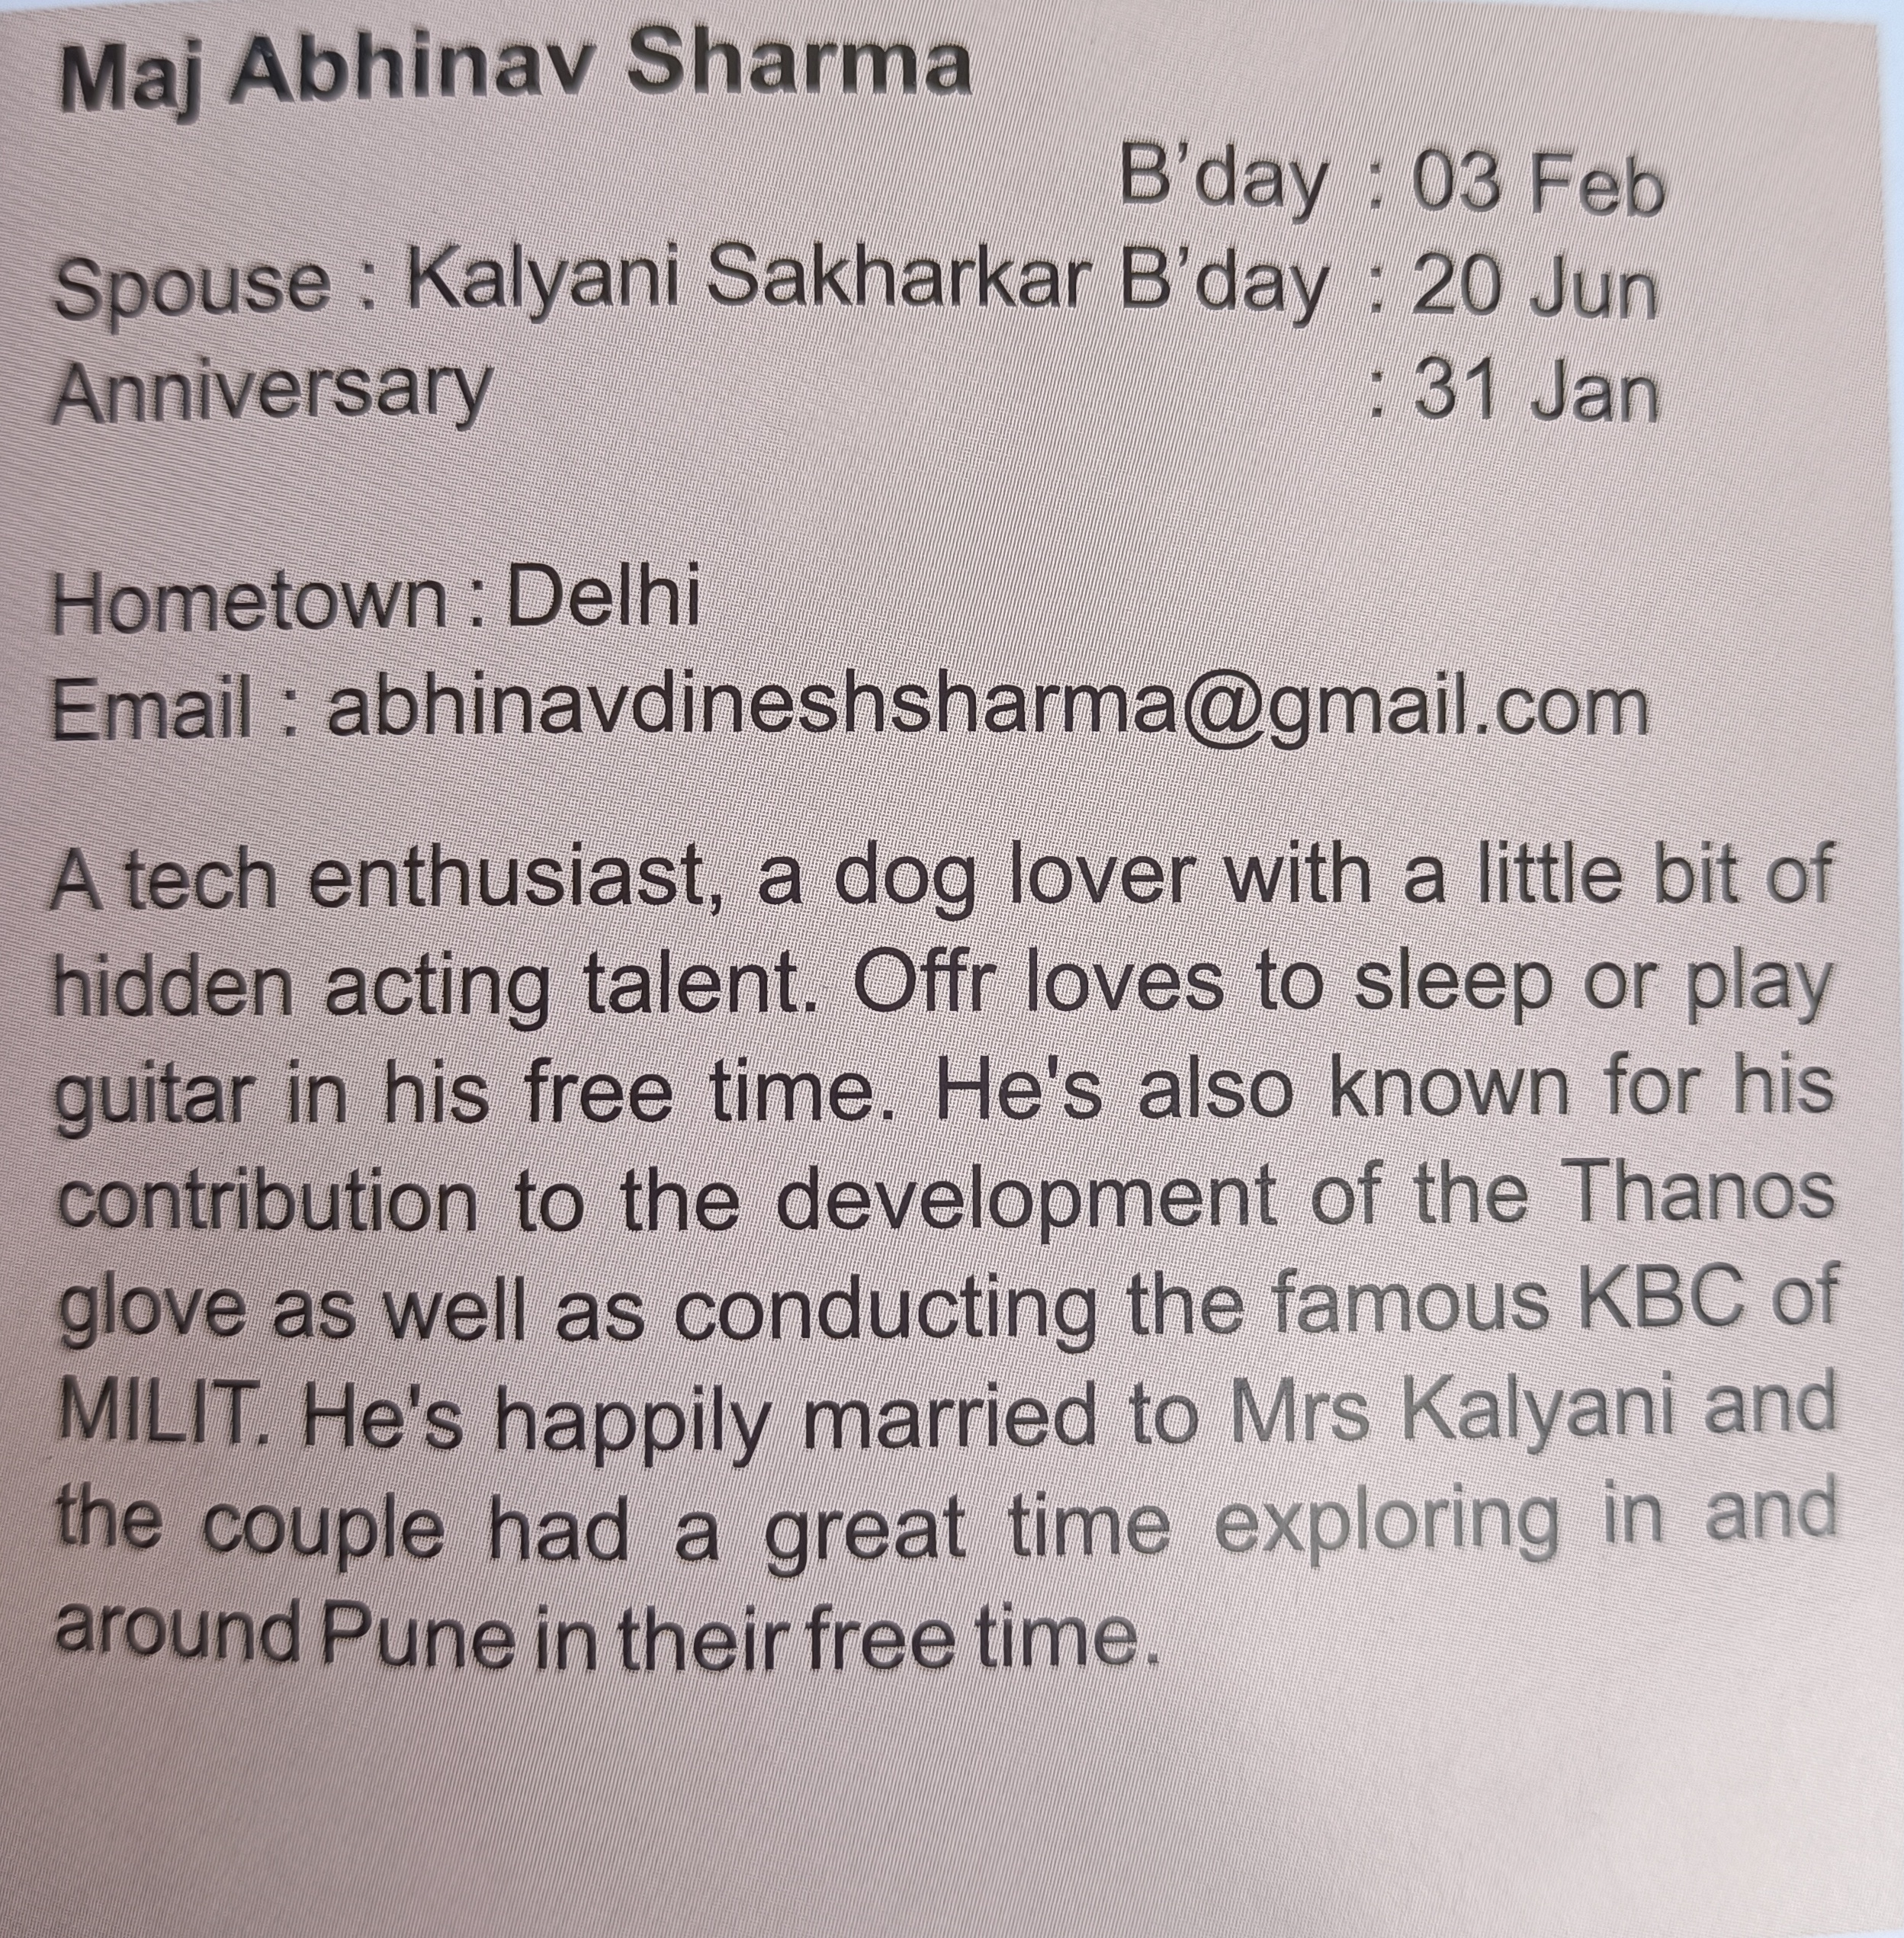 Maj Abhinav Sharma
B’day : 03 Feb
Spouse : Kalyani Sakharkar B’day : 20 Jun
Anniversary : 31 Jan
Hometown : Delhi
Email : abhinavdineshsharma@gmail.com
A tech enthusiast, a dog lover with a little bit of
hidden acting talent. Offr loves to sleep or play
guitar in his free time. He's also known for his
contribution to the development of the Thanos
glove as well as conducting the famous KBC of
MILIT. He's happily married to Mrs Kalyani and
the couple had a great time exploring in and
around Pune in their free time.